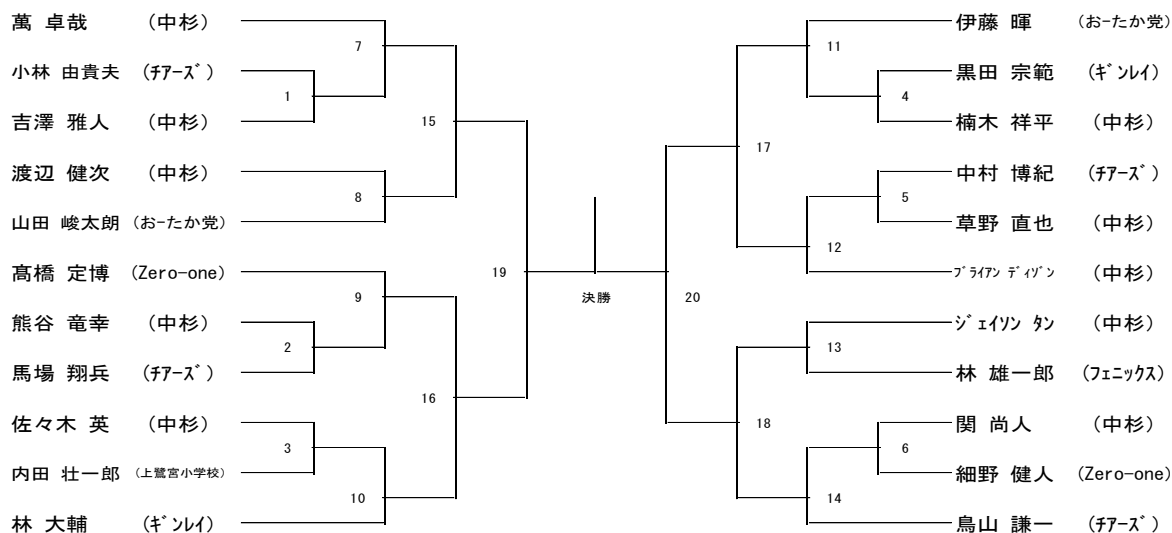 萬 卓哉 (中杉)
小林 由貴夫 (チアーズ)
吉澤 雅人 (中杉)
渡辺 健次 (中杉)
山田 峻太朗 (おーたか党)
髙橋 定博 (Zero-one)
熊谷 竜幸 (中杉)
馬場 翔兵 (チアーズ)
佐々木 英 (中杉)
内田 壮一郎 (上鷺宮小学校)
林 大輔 (ギンレイ)
7
1
15
8
9
2
16
3
10
19
決勝
20
11
4
17
5
12
13
18
6
14
伊藤 暉 (おーたか党)
黒田 宗範 (ギンレイ)
楠木 祥平 (中杉)
中村 博紀 (チアーズ)
草野 直也 (中杉)
ブライアン ディゾン (中杉)
ジェイソン タン (中杉)
林 雄一郎 (フェニックス)
関 尚人 (中杉)
細野 健人 (Zero-one)
鳥山 謙一 (チアーズ)